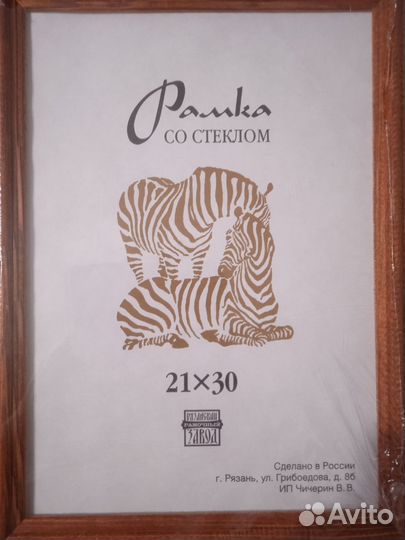 Рамка
СО СТЕКЛОМ
21×30
РЯЗАНСКИЙ
РАМОЧНЫЙ
ЗАВОД
Сделано в России
г. Рязань, ул. Грибоедова, д. 8б
ИП Чичерин В. В.
Avito